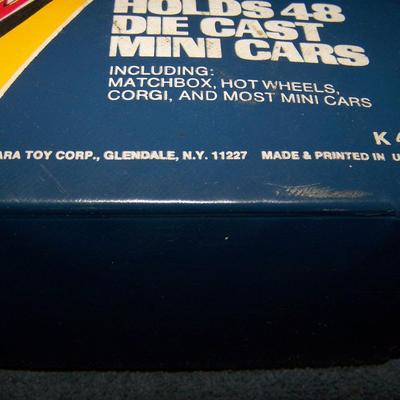 HOLDS 48
DIE CAST
MINI CARS
INCLUDING:
MATCHBOX, HOT WHEELS,
CORGI, AND MOST MINI CARS
K 4
ARA TOY CORP., GLENDALE, N.Y. 11227 MADE & PRINTED IN U